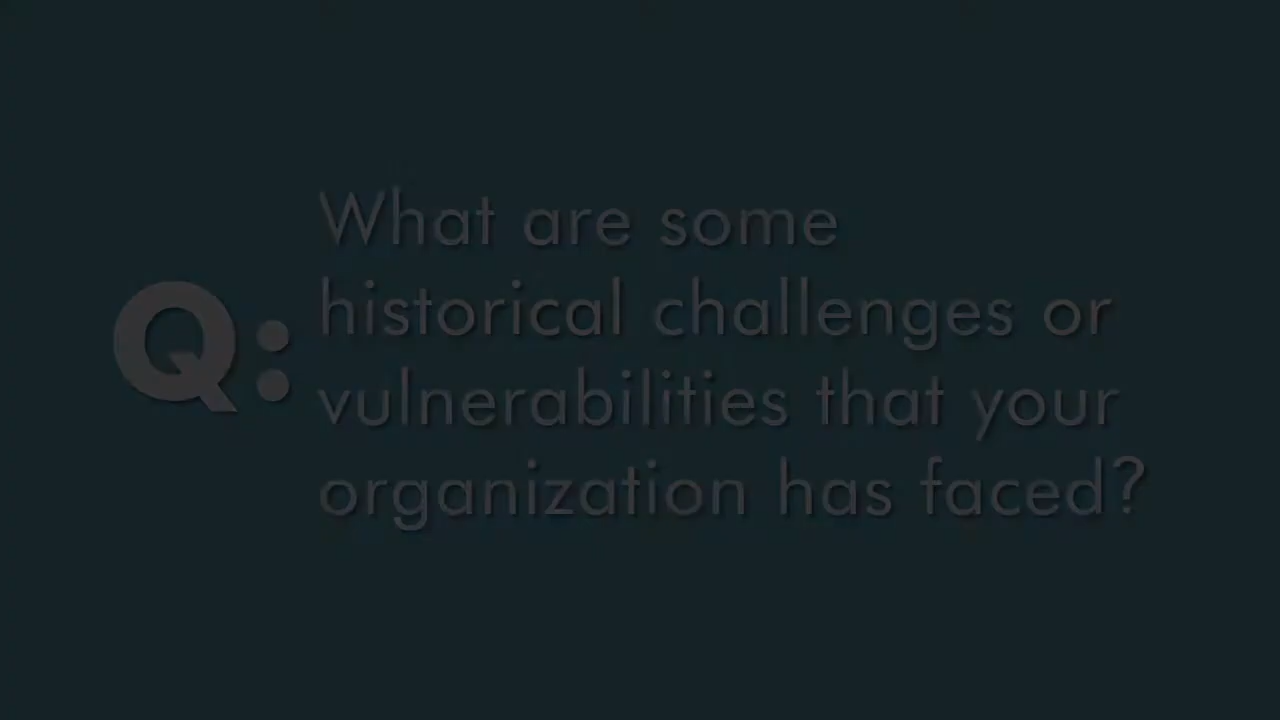 Q:
What are some
historical challenges or
vulnerabilities that your
organization has faced?